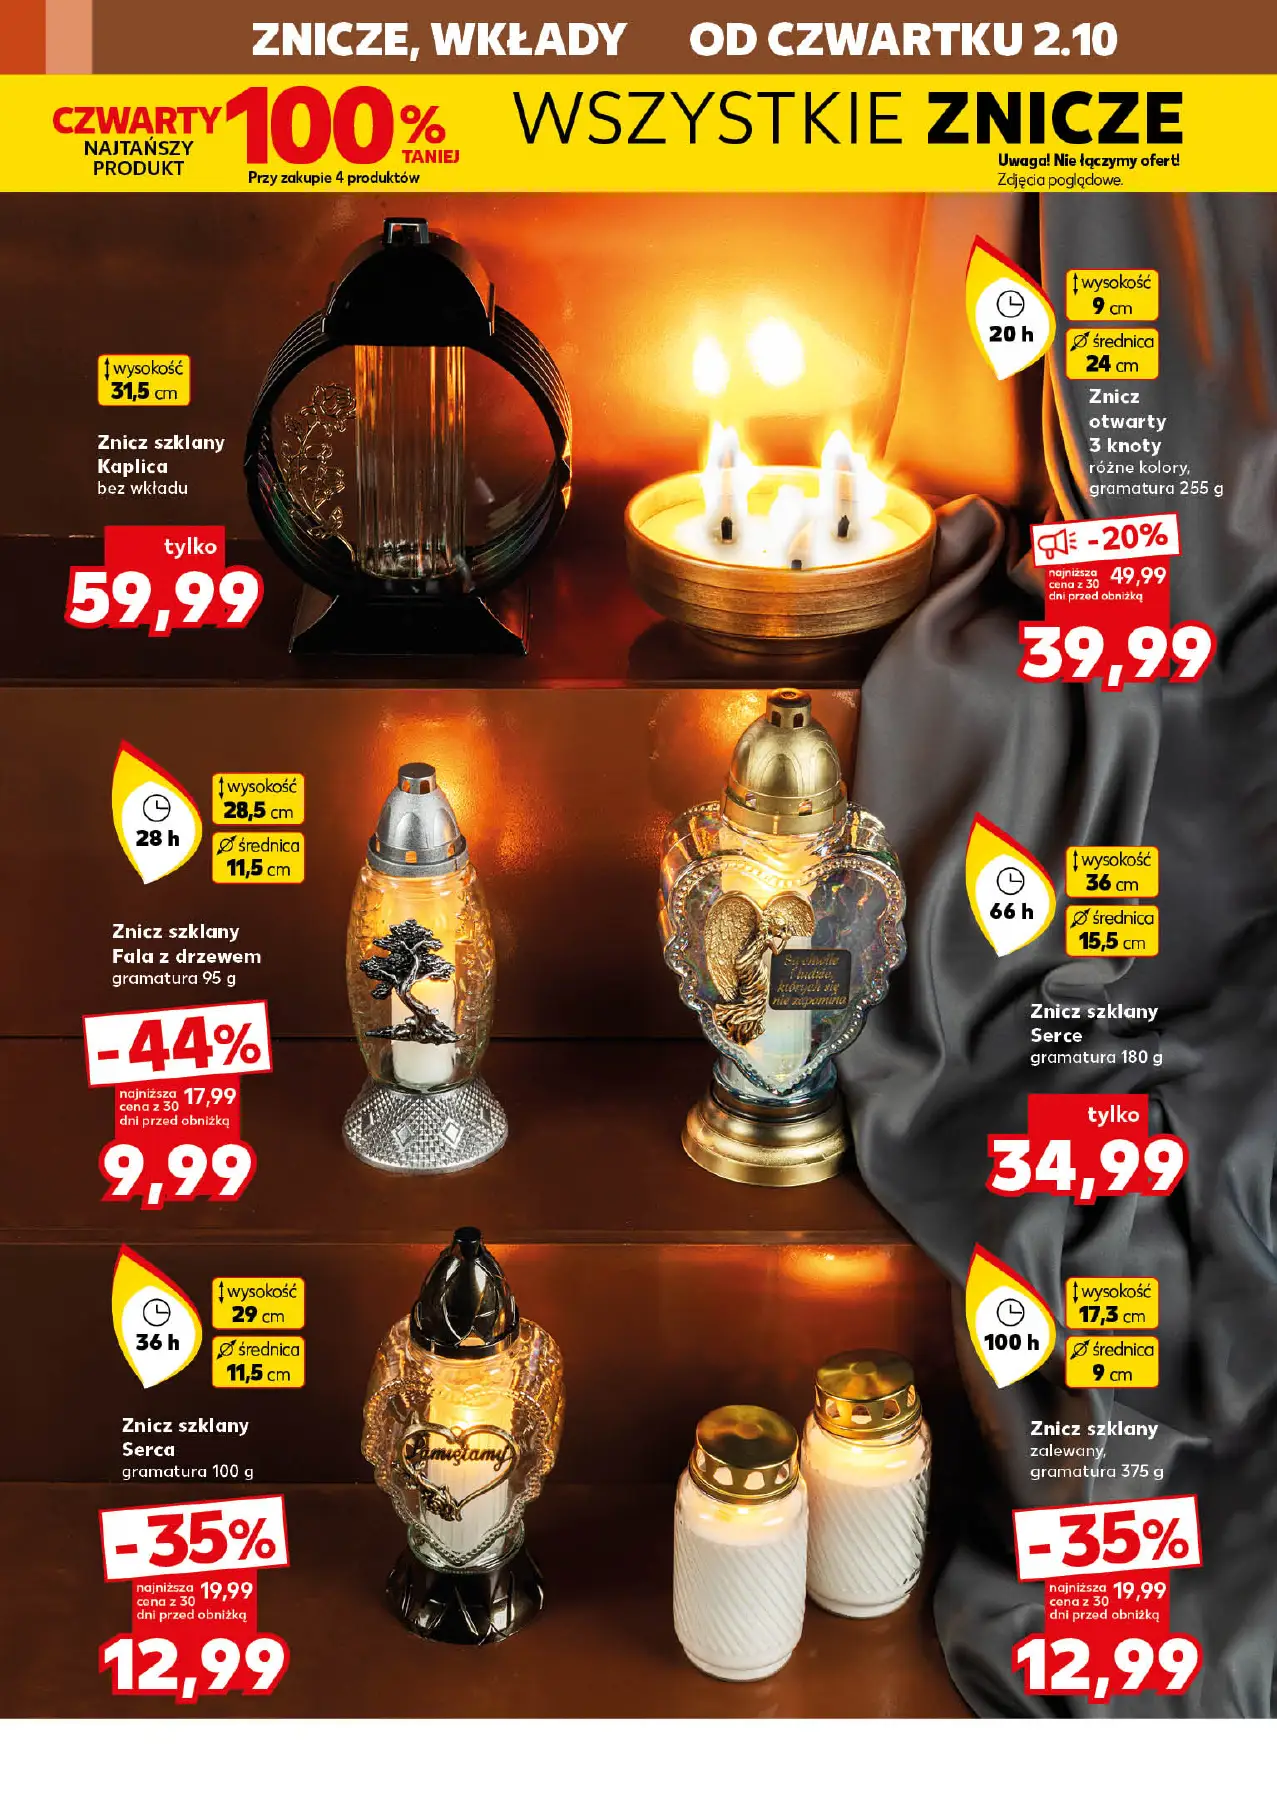 ZNICZE, WKŁADY OD CZWARTKU 2.10
CZWARTY
NAJTAŃSZY
PRODUKT
100%
TANIEJ
Przy zakupie 4 produktów
WSZYSTKIE ZNICZE
Uwaga! Nie łączymy ofert!
Zdjęcia poglądowe.
wysokość
31,5 cm
Znicz szklany
Kaplica
bez wkładu
tylko
59,99
20 h
wysokość
9 cm
średnica
24 cm
Znicz
otwarty
3 knoty
różne kolory,
gramatura 255 g
-20%
najniższa
cena z 30
dni przed obniżką
49,99
39,99
28 h
wysokość
28,5 cm
średnica
11,5 cm
Znicz szklany
Fala z drzewem
gramatura 95 g
-44%
najniższa
cena z 30
dni przed obniżką
17,99
9,99
Są chwile
i ludzie,
których się
nie zapomina
66 h
wysokość
36 cm
średnica
15,5 cm
Znicz szklany
Serce
gramatura 180 g
tylko
34,99
36 h
wysokość
29 cm
średnica
11,5 cm
Znicz szklany
Serca
gramatura 100 g
-35%
najniższa
cena z 30
dni przed obniżką
19,99
12,99
Pamiętamy
100 h
wysokość
17,3 cm
średnica
9 cm
Znicz szklany
zalewany,
gramatura 375 g
-35%
najniższa
cena z 30
dni przed obniżką
19,99
12,99